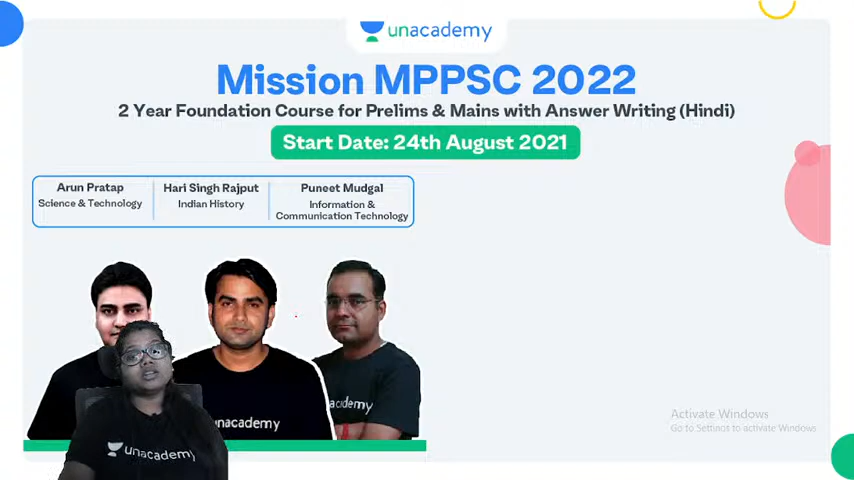 unacademy
Mission MPPSC 2022
2 Year Foundation Course for Prelims & Mains with Answer Writing (Hindi)
Start Date: 24th August 2021
Arun Pratap
Science & Technology
Hari Singh Rajput
Indian History
Puneet Mudgal
Information &
Communication Technology
unacademy
nacademy
academy
Activate Windows
Go to Settings to activate Windows